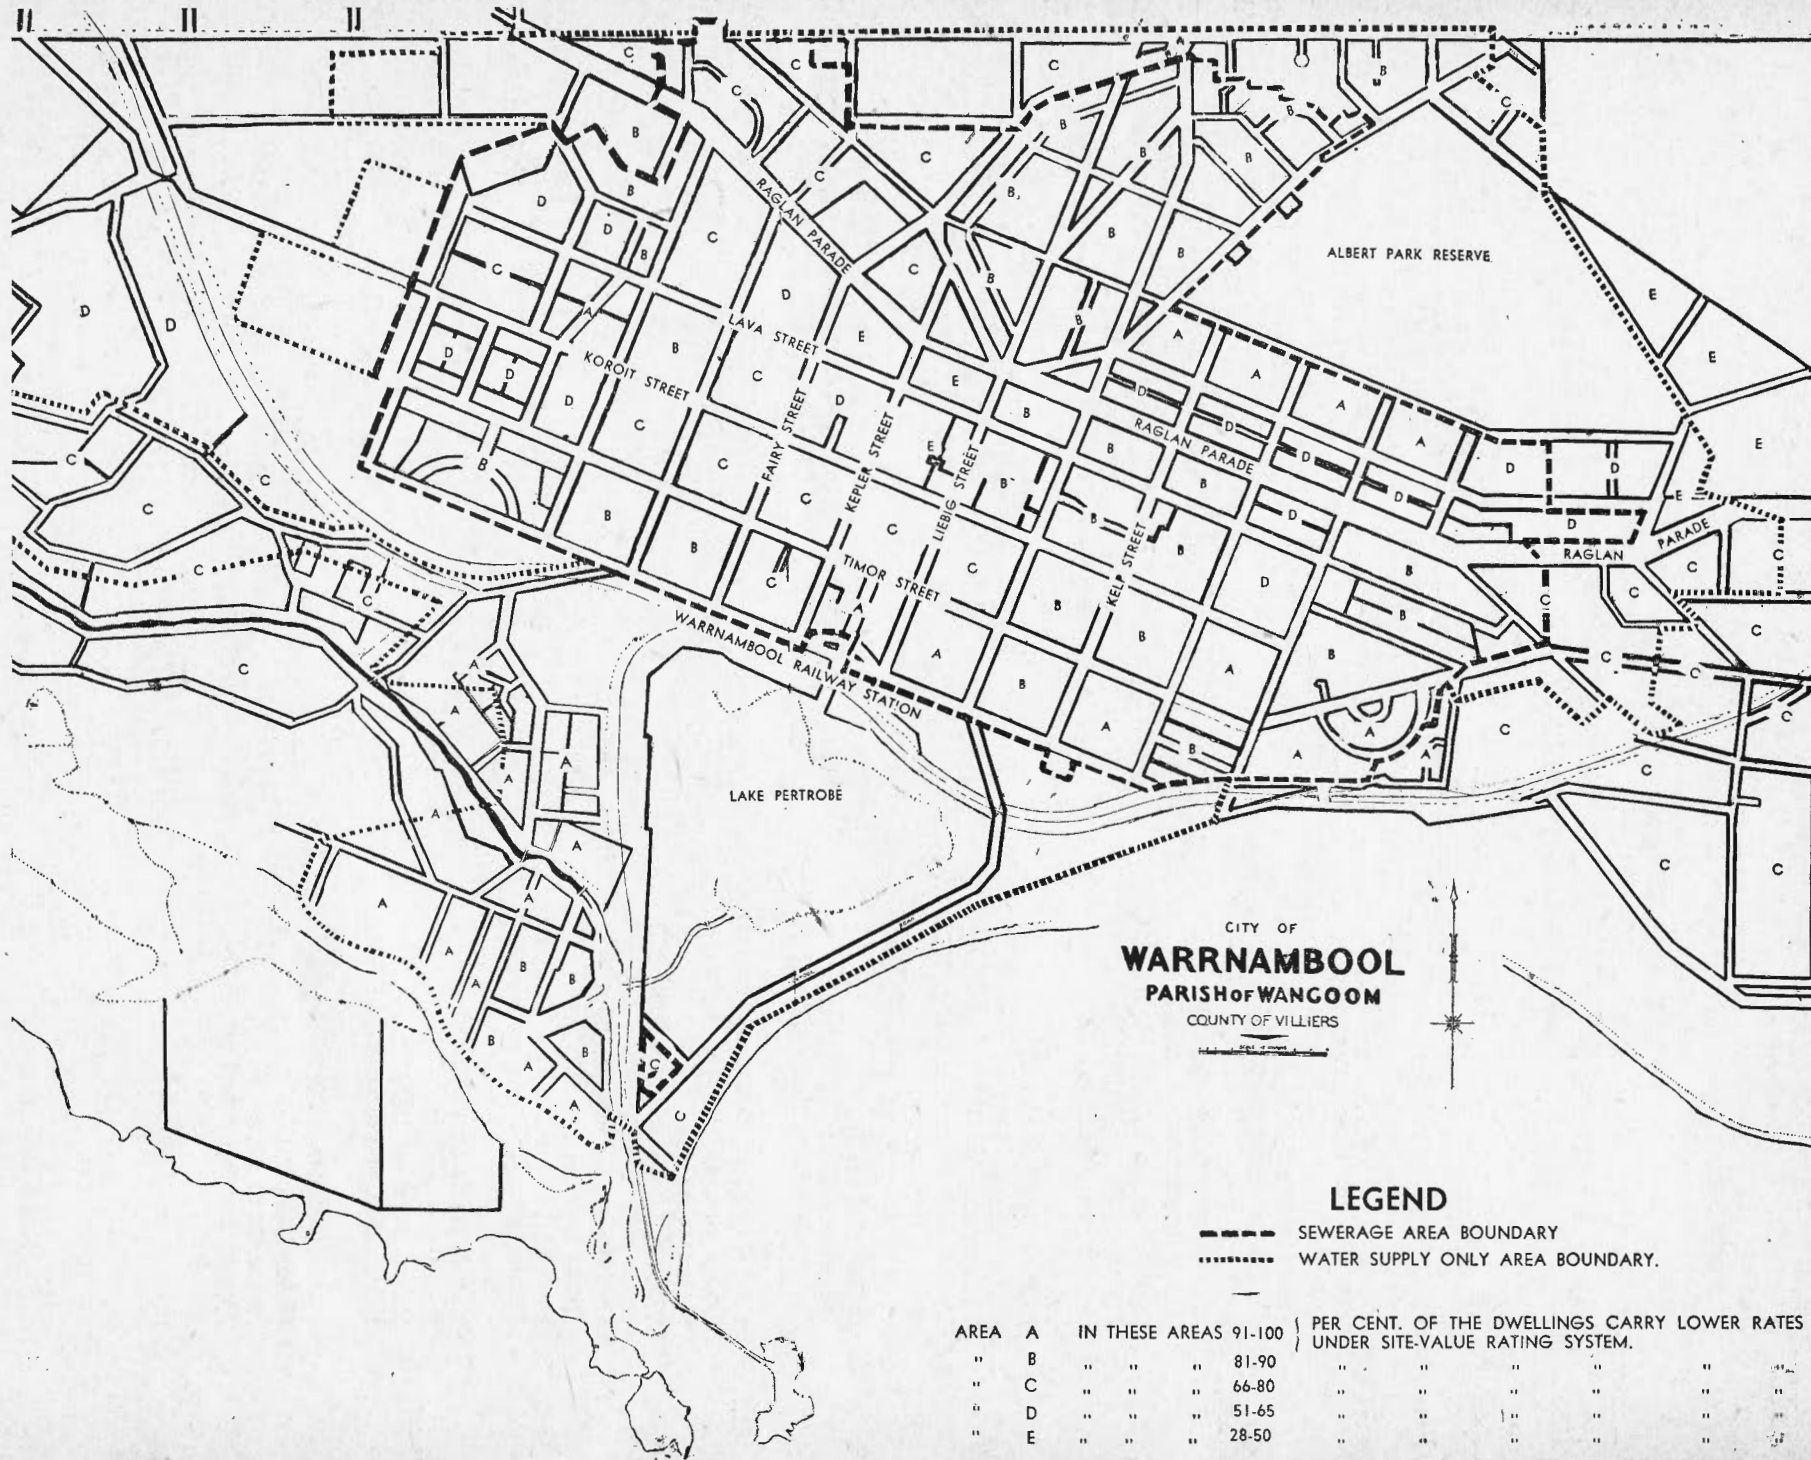 RAGLAN PARADE
ALBERT PARK RESERVE
LAVA STREET
KOROIT STREET
FAIRY STREET
KEPLER STREET
LIEBIG STREET
RAGLAN PARADE
KELP STREET
TIMOR STREET
RAGLAN PARADE
WARRNAMBOOL RAILWAY STATION
LAKE PERTROBE
CITY OF
WARRNAMBOOL
PARISH OF WANGOOM
COUNTY OF VILLIERS
LEGEND
SEWERAGE AREA BOUNDARY
WATER SUPPLY ONLY AREA BOUNDARY.
AREA A IN THESE AREAS 91-100 } PER CENT. OF THE DWELLINGS CARRY LOWER RATES
UNDER SITE-VALUE RATING SYSTEM.
" B " " " 81-90 " " " " " "
" C " " " 66-80 " " " " " "
" D " " " 51-65 " " " " " "
" E " " " 28-50 " " " " " "